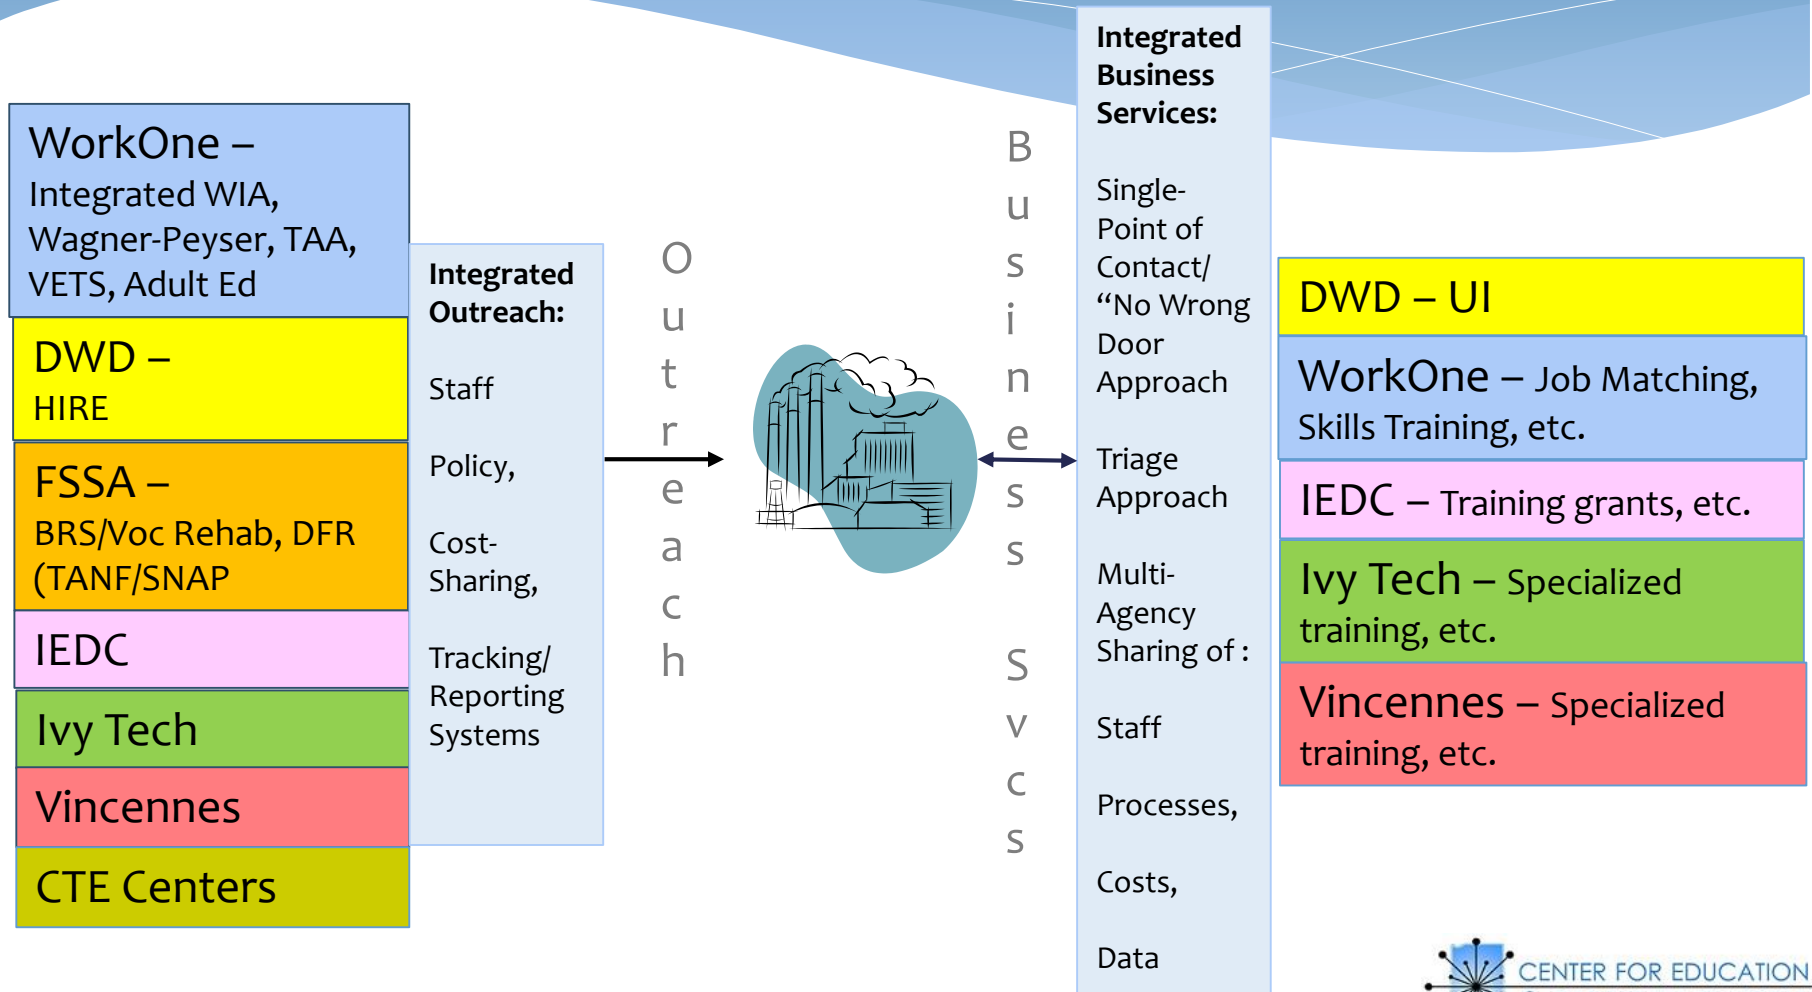 WorkOne –
Integrated WIA,
Wagner-Peyser, TAA,
VETS, Adult Ed
DWD –
HIRE
FSSA –
BRS/Voc Rehab, DFR
(TANF/SNAP
IEDC
Ivy Tech
Vincennes
CTE Centers
Integrated
Outreach:
Staff
Policy,
Cost-
Sharing,
Tracking/
Reporting
Systems
Outreach
Business Svcs
Integrated
Business
Services:
Single-
Point of
Contact/
“No Wrong
Door
Approach
Triage
Approach
Multi-
Agency
Sharing of :
Staff
Processes,
Costs,
Data
DWD – UI
WorkOne – Job Matching,
Skills Training, etc.
IEDC – Training grants, etc.
Ivy Tech – Specialized
training, etc.
Vincennes – Specialized
training, etc.
CENTER FOR EDUCATION